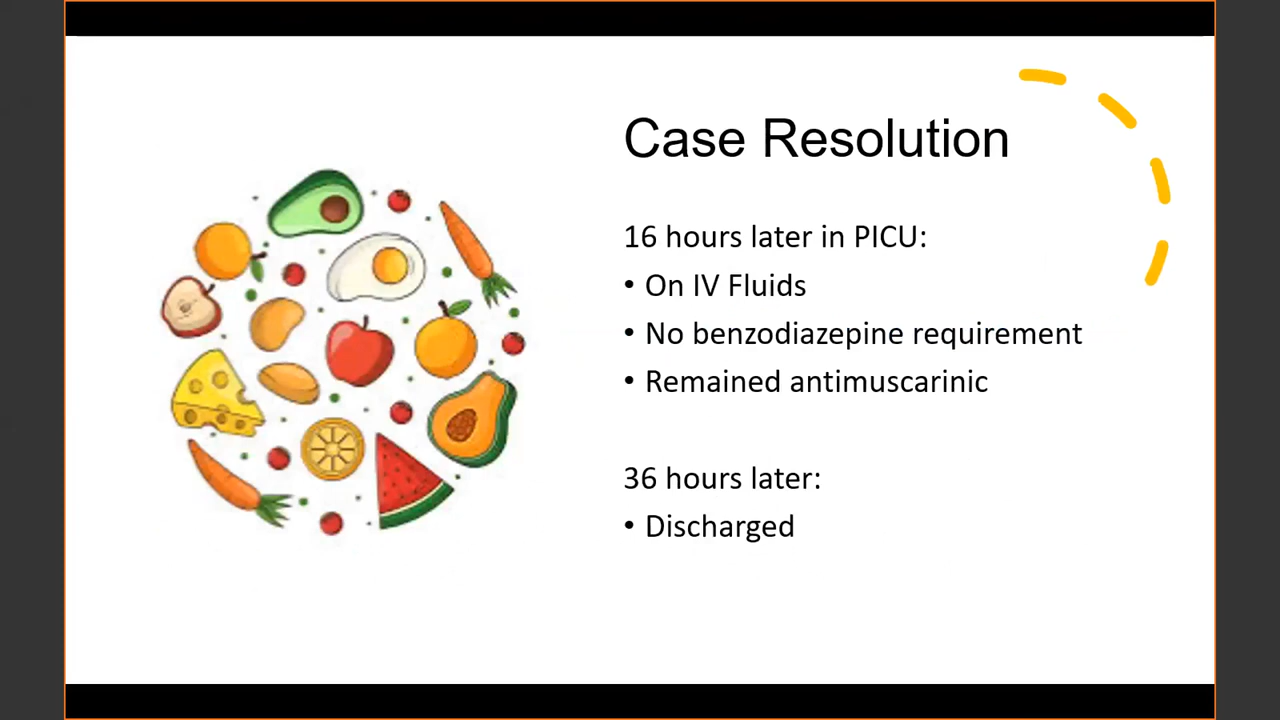 Case Resolution
16 hours later in PICU:
• On IV Fluids
• No benzodiazepine requirement
• Remained antimuscarinic
36 hours later:
• Discharged